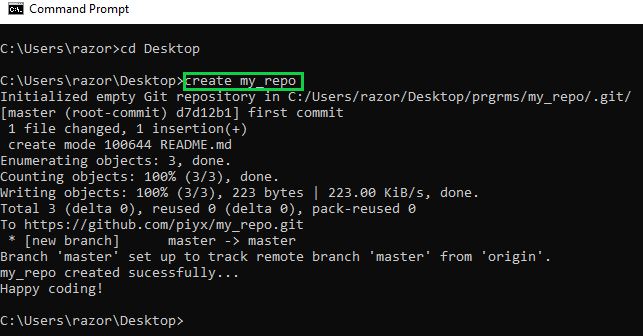 Command Prompt
C:\Users\razor>cd Desktop
C:\Users\razor\Desktop>create my_repo
Initialized empty Git repository in C:/Users/razor/Desktop/prgrms/my_repo/.git/
[master (root-commit) d7d12b1] first commit
 1 file changed, 1 insertion(+)
 create mode 100644 README.md
Enumerating objects: 3, done.
Counting objects: 100% (3/3), done.
Writing objects: 100% (3/3), 223 bytes | 223.00 KiB/s, done.
Total 3 (delta 0), reused 0 (delta 0), pack-reused 0
To https://github.com/piyx/my_repo.git
 * [new branch]      master -> master
Branch 'master' set up to track remote branch 'master' from 'origin'.
my_repo created sucessfully...
Happy coding!
C:\Users\razor\Desktop>